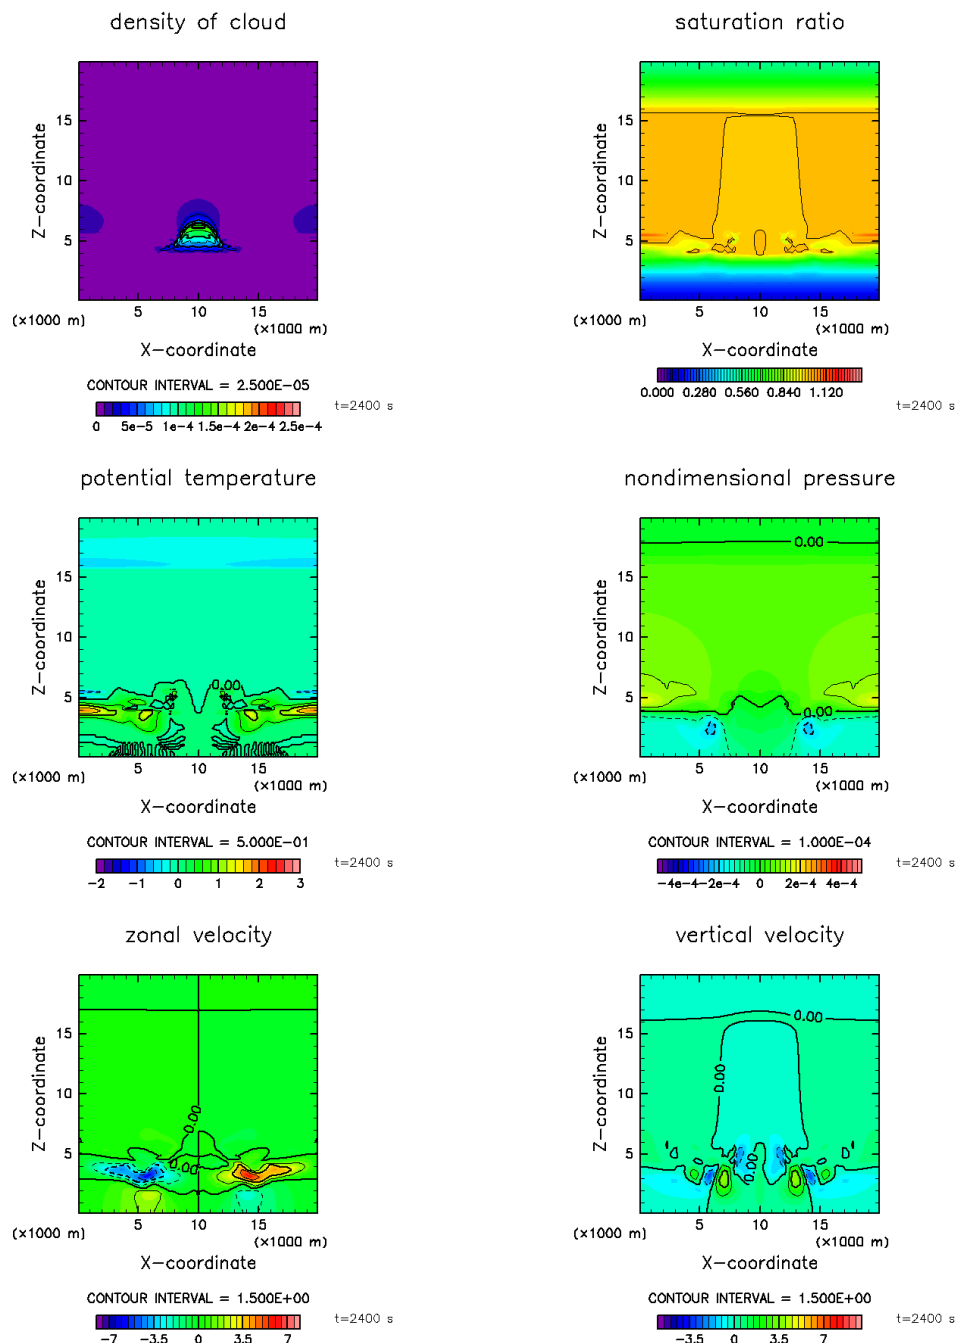 density of cloud
saturation ratio
Z-coordinate
15
10
5
5 10 15
(×1000 m) (×1000 m)
X-coordinate
CONTOUR INTERVAL = 2.500E-05
0 5e-5 1e-4 1.5e-4 2e-4 2.5e-4
t=2400 s
Z-coordinate
15
10
5
5 10 15
(×1000 m) (×1000 m)
X-coordinate
0.000 0.280 0.560 0.840 1.120
t=2400 s
potential temperature
nondimensional pressure
Z-coordinate
15
10
5
0.00
5 10 15
(×1000 m) (×1000 m)
X-coordinate
CONTOUR INTERVAL = 5.000E-01
-2 -1 0 1 2 3
t=2400 s
Z-coordinate
15
10
5
0.00
0.00
5 10 15
(×1000 m) (×1000 m)
X-coordinate
CONTOUR INTERVAL = 1.000E-04
-4e-4 -2e-4 0 2e-4 4e-4
t=2400 s
zonal velocity
vertical velocity
Z-coordinate
15
10
5
0.00
0.00
5 10 15
(×1000 m) (×1000 m)
X-coordinate
CONTOUR INTERVAL = 1.500E+00
-7 -3.5 0 3.5 7
t=2400 s
Z-coordinate
15
10
5
0.00
0.00
0.00
5 10 15
(×1000 m) (×1000 m)
X-coordinate
CONTOUR INTERVAL = 1.500E+00
-3.5 0 3.5 7
t=2400 s